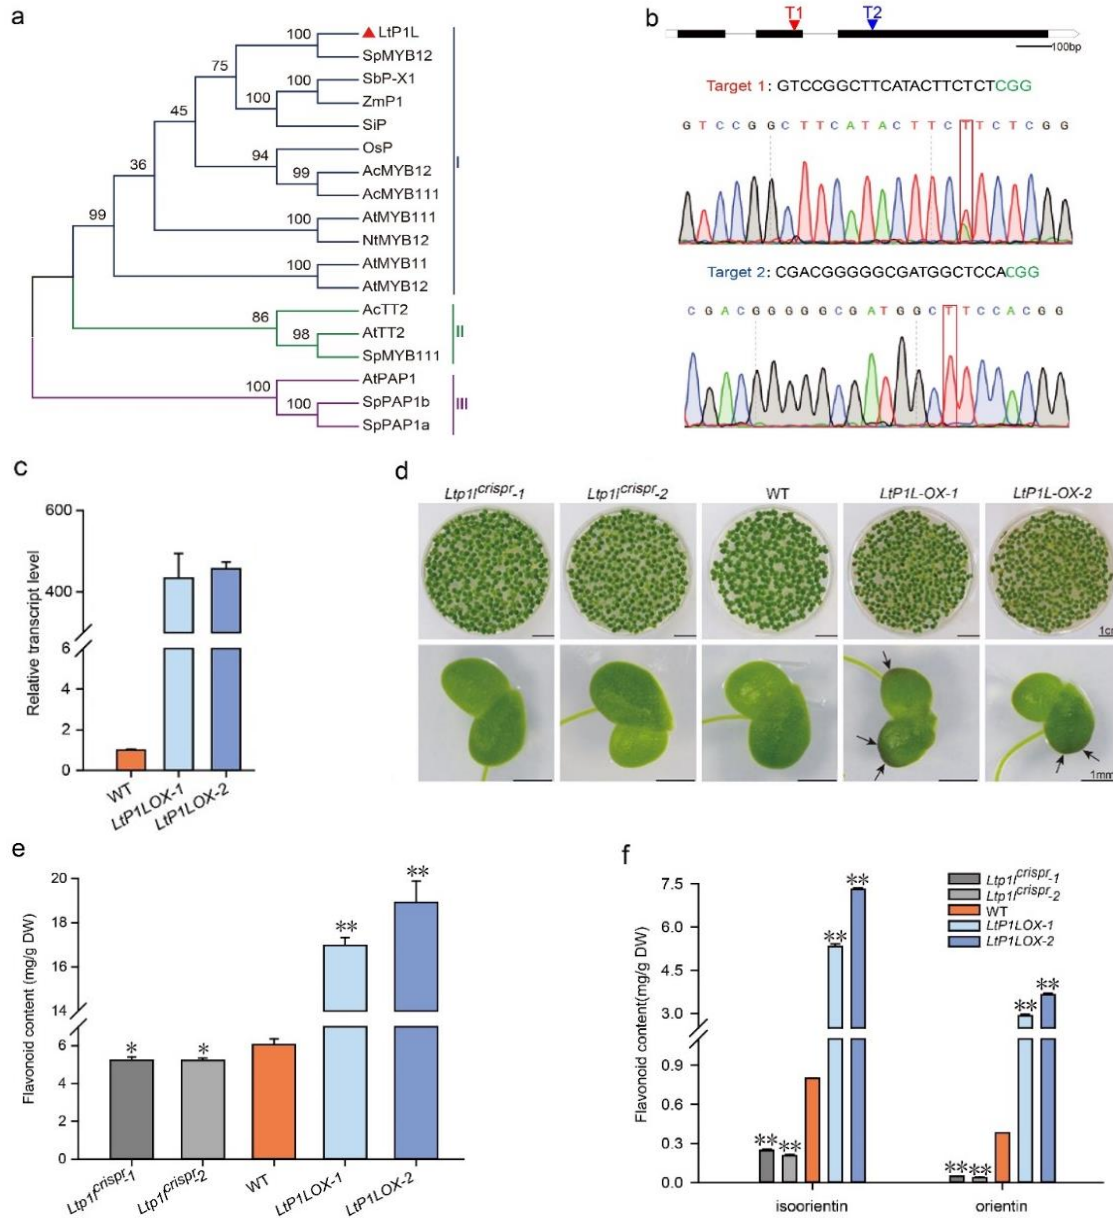 a
100
LtP1L
SpMYB12
75
100
SbP-X1
ZmP1
100
SiP
45
OsP
94
AcMYB12
99
AcMYB111
36
100
AtMYB111
NtMYB12
99
100
AtMYB11
AtMYB12
I
AcTT2
86
AtTT2
98
SpMYB111
II
AtPAP1
100
SpPAP1b
100
SpPAP1a
III
b
T1 T2
100bp
Target 1: GTCCGGCTTCATACTTCTCTCGG
G T C C G G C T T C A T A C T T C T T C T C G G
Target 2: CGACGGGGGCGATGGCTCCACGG
C G A C G G G G G C G A T G G C T T C C A C G G
c
Relative transcript level
600
400
6
4
2
0
WT
LtP1LOX-1
LtP1LOX-2
d
Ltp1l^crispr-1 Ltp1l^crispr-2 WT LtP1L-OX-1 LtP1L-OX-2
1cm
1mm
e
Flavonoid content (mg/g DW)
20
18
16
14
6
4
2
0
* * ** **
Ltp1l^crispr-1
Ltp1l^crispr-2
WT
LtP1LOX-1
LtP1LOX-2
f
Flavonoid content(mg/g DW)
7.5
6.0
4.5
3.0
0.9
0.6
0.3
0.0
** ** ** **
** ** ** **
Ltp1l^crispr-1
Ltp1l^crispr-2
WT
LtP1LOX-1
LtP1LOX-2
isoorientin orientin